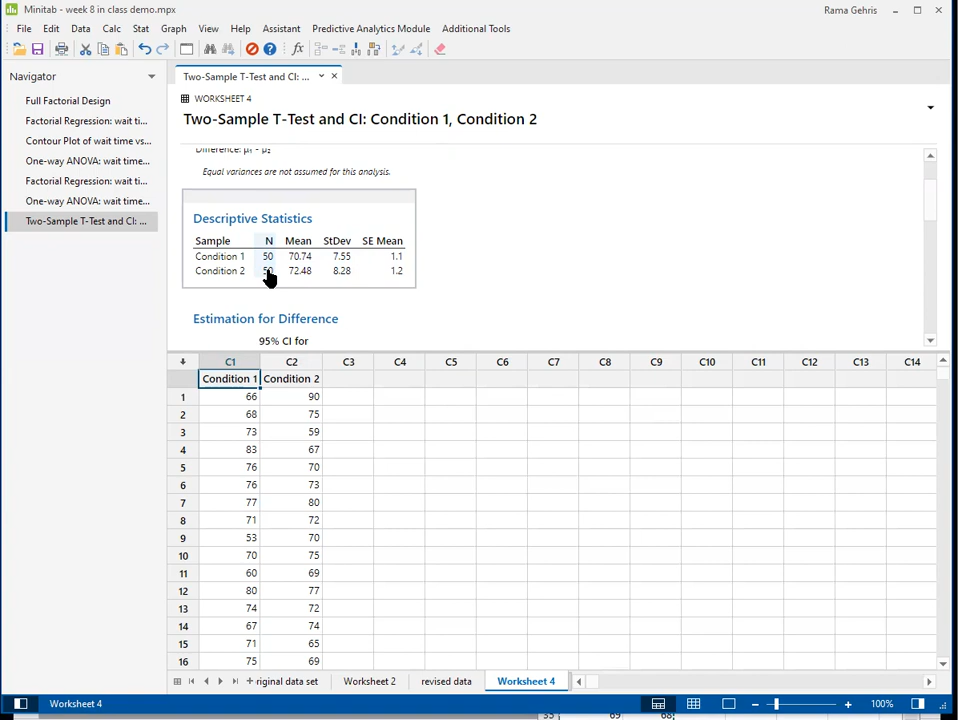 Minitab - week 8 in class demo.mpx
Rama Gehris
File Edit Data Calc Stat Graph View Help Assistant Predictive Analytics Module Additional Tools
Navigator
Full Factorial Design
Factorial Regression: wait ti...
Contour Plot of wait time vs...
One-way ANOVA: wait time...
Factorial Regression: wait ti...
One-way ANOVA: wait time...
Two-Sample T-Test and CI: ...
Two-Sample T-Test and CI: ...
WORKSHEET 4
Two-Sample T-Test and CI: Condition 1, Condition 2
Difference: μ₁ - μ₂
Equal variances are not assumed for this analysis.
Descriptive Statistics
Sample N Mean StDev SE Mean
Condition 1 50 70.74 7.55 1.1
Condition 2 50 72.48 8.28 1.2
Estimation for Difference
95% CI for
C1 C2 C3 C4 C5 C6 C7 C8 C9 C10 C11 C12 C13 C14
Condition 1 Condition 2
1 66 90
2 68 75
3 73 59
4 83 67
5 76 70
6 76 73
7 77 80
8 71 72
9 53 70
10 70 75
11 60 69
12 80 77
13 74 72
14 67 74
15 71 65
16 75 69
riginal data set Worksheet 2 revised data Worksheet 4
Worksheet 4
100%